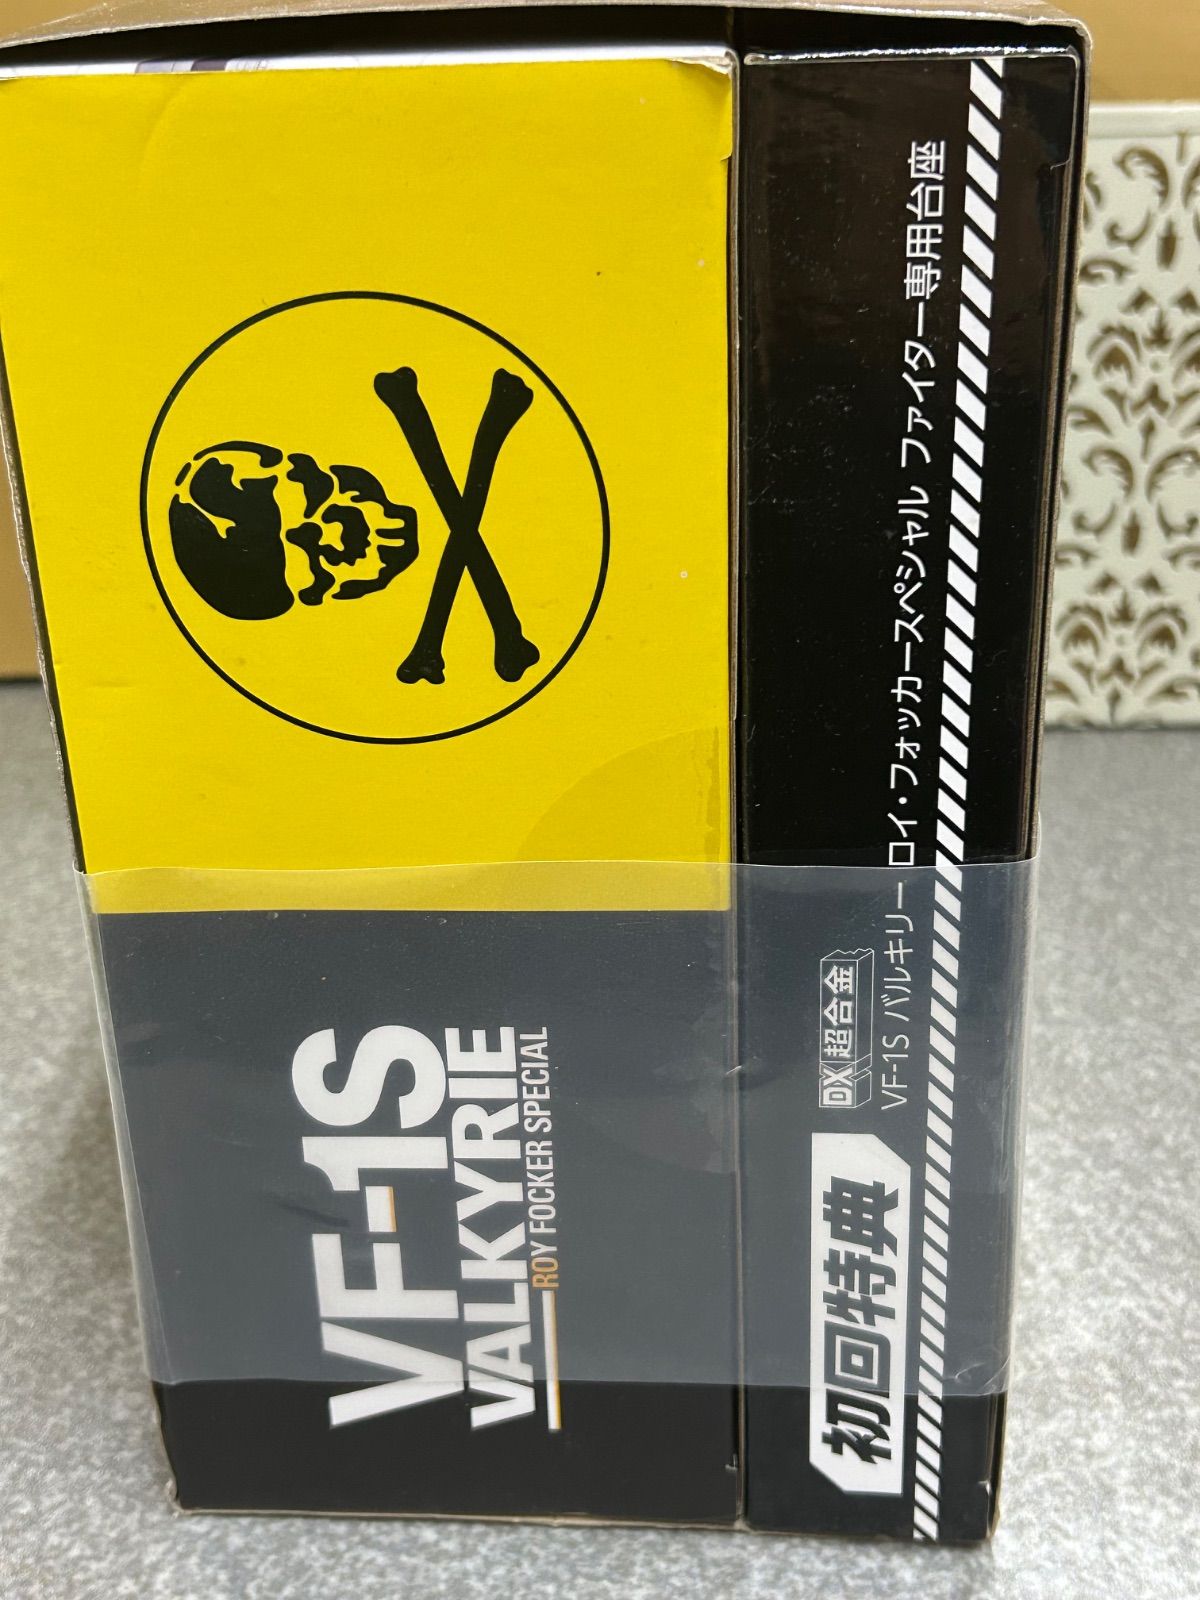 VF-1S
VALKYRIE
ROY FOCKER SPECIAL
初回特典
DX超合金
VF-1S バルキリー ロイ・フォッカースペシャル ファイター専用台座